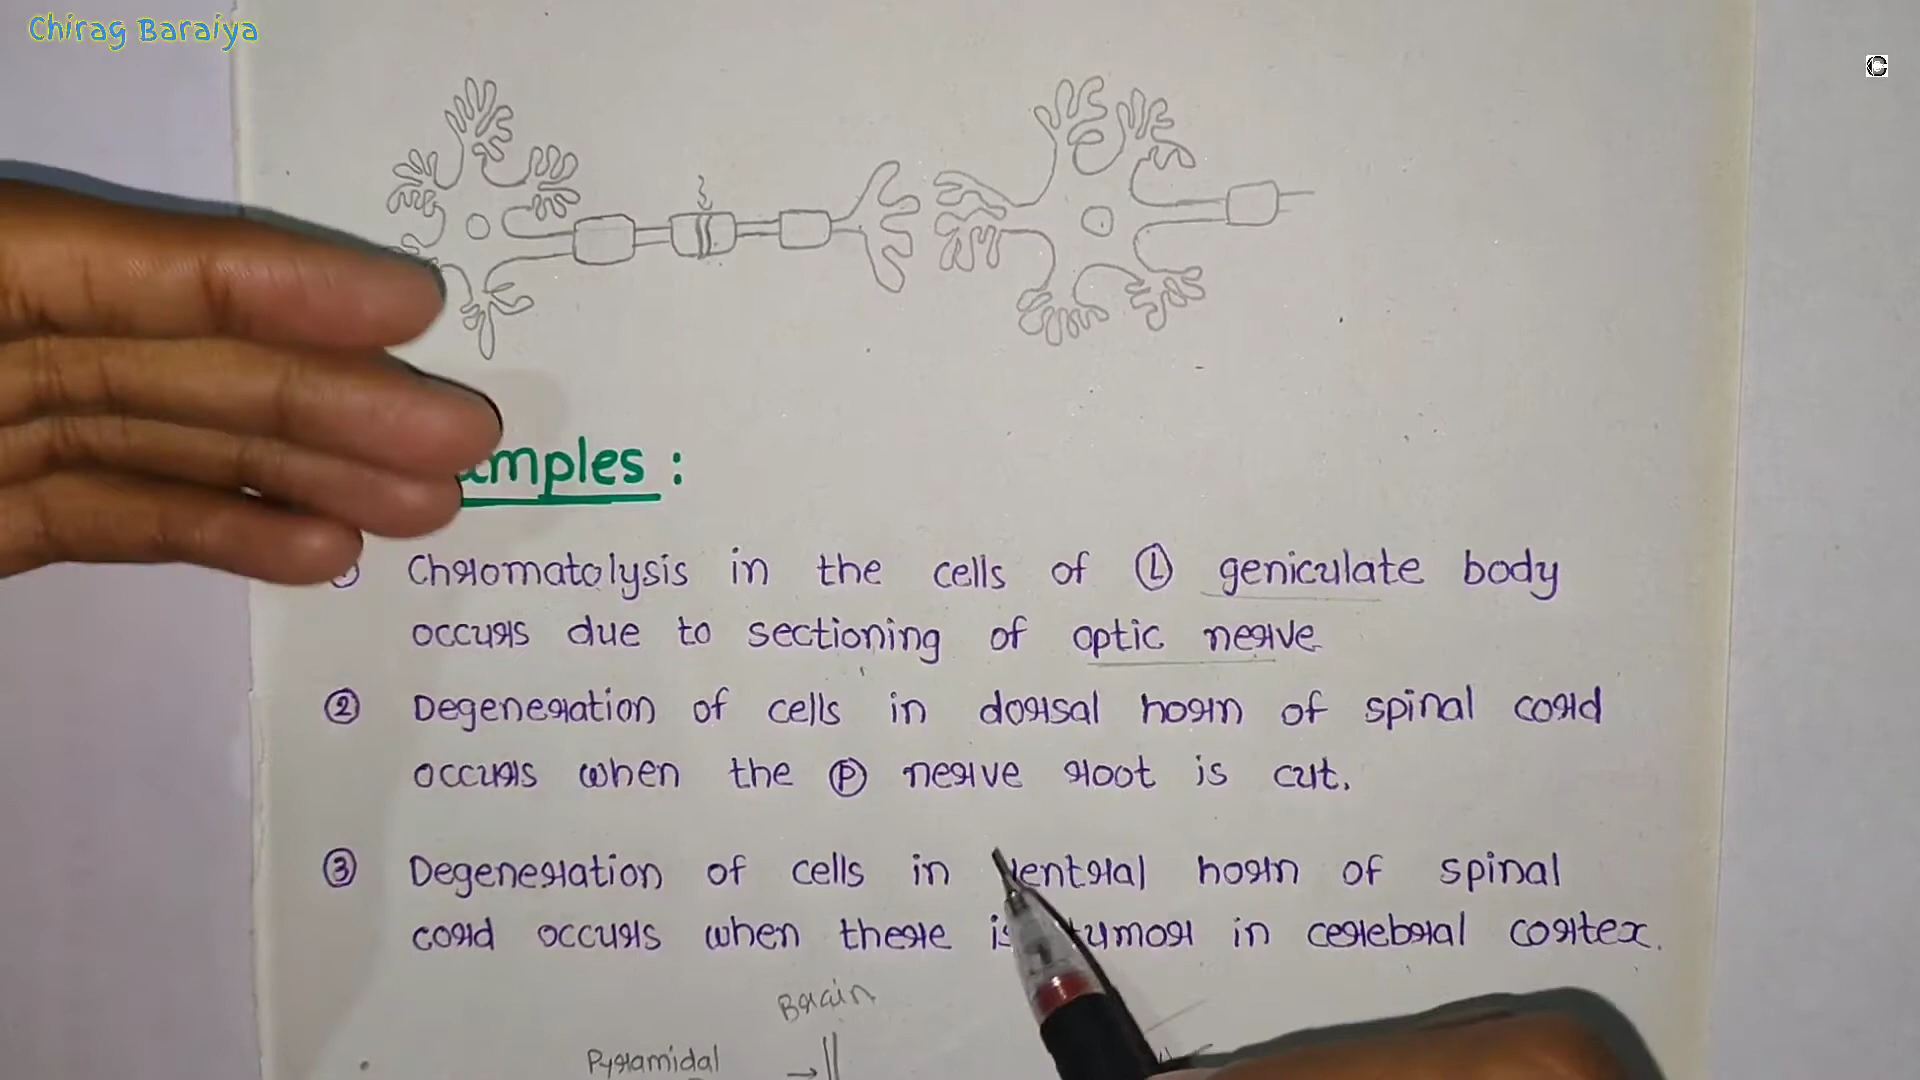 Chirag Baraiya
amples :
Chromatolysis in the cells of Ⓛ geniculate body
occurs due to sectioning of optic nerve
② Degeneration of cells in dorsal horn of spinal cord
occurs when the Ⓟ nerve root is cut.
③ Degeneration of cells in ventral horn of spinal
cord occurs when there is tumor in cerebral cortex.
Brain
Pyramidal